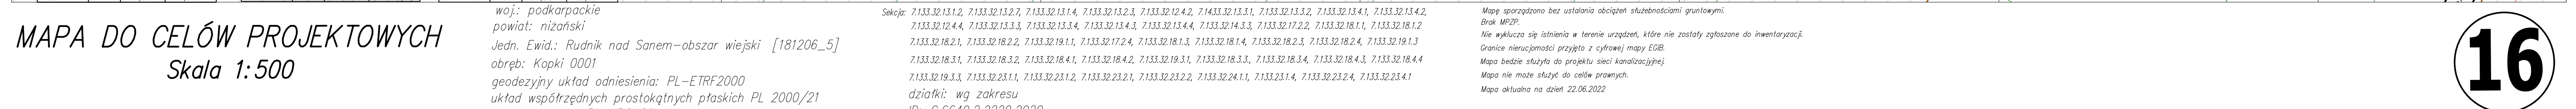 MAPA DO CELÓW PROJEKTOWYCH
Skala 1:500
woj.: podkarpackie
powiat: niżański
Jedn. Ewid.: Rudnik nad Sanem-obszar wiejski [181206_5]
obręb: Kopki 0001
geodezyjny układ odniesienia: PL-ETRF2000
układ współrzędnych prostokątnych płaskich PL 2000/21
Sekcja: 7.133.32.13.1.2, 7.133.32.13.2.7, 7.133.32.13.1.4, 7.133.32.13.2.3, 7.133.32.12.4.2, 7.1433.32.13.3.1, 7.133.32.13.3.2, 7.133.32.13.4.1, 7.133.32.13.4.2,
7.133.32.12.4.4, 7.133.32.13.3.3, 7.133.32.13.3.4, 7.133.32.13.4.3, 7.133.32.13.4.4, 7.133.32.14.3.3, 7.133.32.17.2.2, 7.133.32.18.1.1, 7.133.32.18.1.2
7.133.32.18.2.1, 7.133.32.18.2.2, 7.133.32.19.1.1, 7.133.32.17.2.4, 7.133.32.18.1.3, 7.133.32.18.1.4, 7.133.32.18.2.3, 7.133.32.18.2.4, 7.133.32.19.1.3
7.133.32.18.3.1, 7.133.32.18.3.2, 7.133.32.18.4.1, 7.133.32.18.4.2, 7.133.32.19.3.1, 7.133.32.18.3.3., 7.133.32.18.3.4, 7.133.32.18.4.3, 7.133.32.18.4.4
7.133.32.19.3.3, 7.133.32.23.1.1, 7.133.32.23.1.2, 7.133.32.23.2.1, 7.133.32.23.2.2, 7.133.32.24.1.1, 7.133.23.1.4, 7.133.32.23.2.4, 7.133.32.23.4.1
działki: wg zakresu
Mapę sporządzono bez ustalania obciążeń służebnościami gruntowymi.
Brak MPZP.
Nie wyklucza się istnienia w terenie urządzeń, które nie zostały zgłoszone do inwentaryzacji.
Granice nierucjomości przyjęto z cyfrowej mapy EGiB.
Mapa bedzie służyła do projektu sieci kanalizacjyjnej.
Mapa nie może służyć do celów prawnych.
Mapa aktualna na dzień 22.06.2022
16